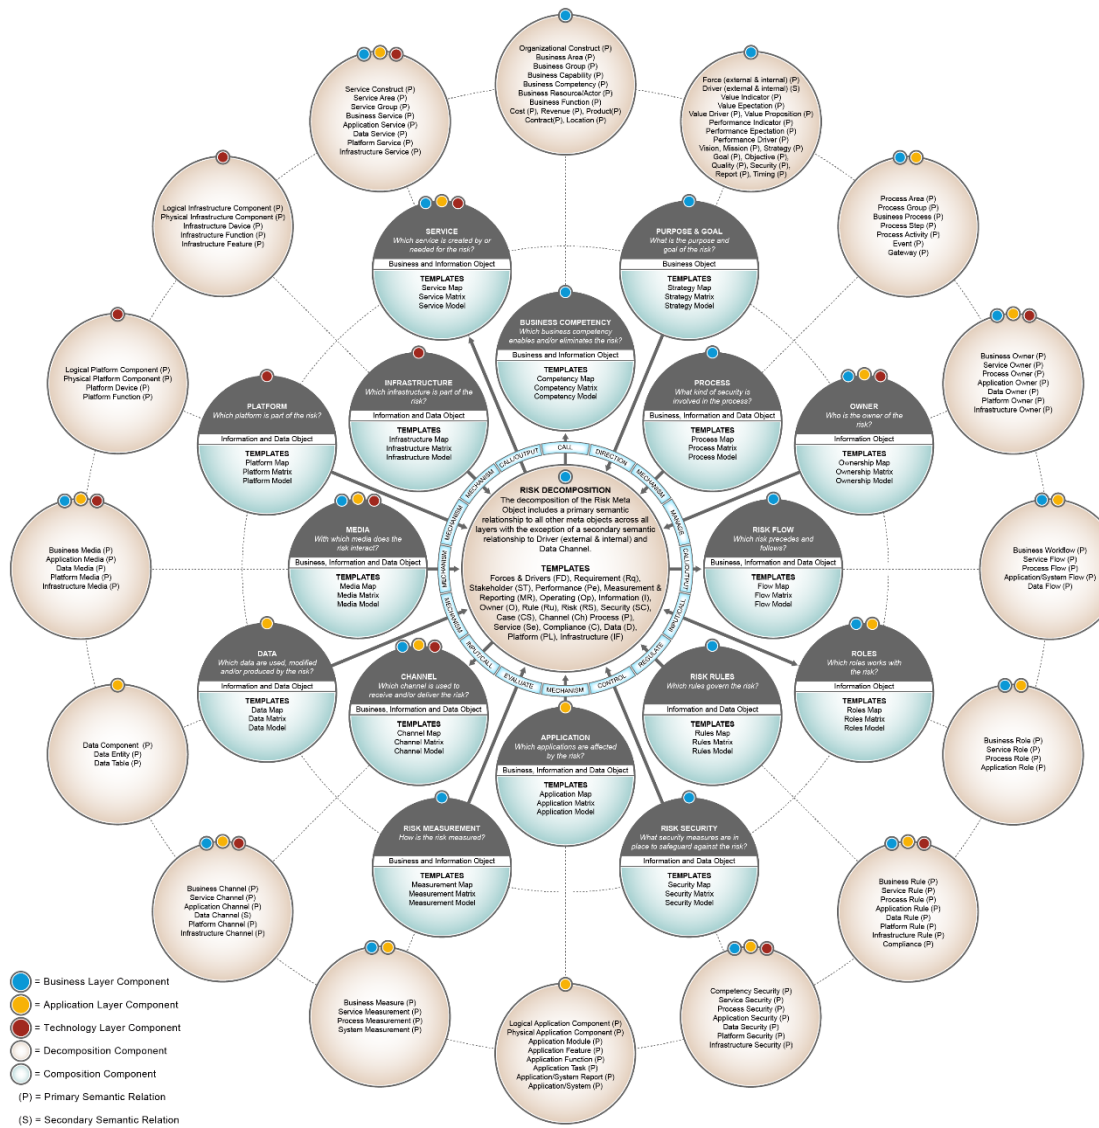 Organizational Construct (P)
Business Area (P)
Business Group (P)
Business Capability (P)
Business Competency (P)
Business Resource/Actor (P)
Business Function (P)
Cost (P), Revenue (P), Product(P)
Contract(P), Location (P)
Service Construct (P)
Service Area (P)
Service Group (P)
Business Service (P)
Application Service (P)
Data Service (P)
Platform Service (P)
Infrastructure Service (P)
Force (external & internal) (P)
Driver (external & internal) (S)
Value Indicator (P)
Value Epectation (P)
Value Driver (P), Value Proposition (P)
Performance Indicator (P)
Performance Epectation (P)
Performance Driver (P)
Vision, Mission (P), Strategy (P)
Goal (P), Objective (P),
Quality (P), Security (P),
Report (P), Timing (P)
Logical Infrastructure Component (P)
Physical Infrastructure Component (P)
Infrastructure Device (P)
Infrastructure Function (P)
Infrastructure Feature (P)
Process Area (P)
Process Group (P)
Business Process (P)
Process Step (P)
Process Activity (P)
Event (P)
Gateway (P)
SERVICE
Which service is created by or
needed for the risk?
Business and Information Object
TEMPLATES
Service Map
Service Matrix
Service Model
PURPOSE & GOAL
What is the purpose and
goal of the risk?
Business Object
TEMPLATES
Strategy Map
Strategy Matrix
Strategy Model
BUSINESS COMPETENCY
Which business competency
enables and/or eliminates the risk?
Business and Information Object
TEMPLATES
Competency Map
Competency Matrix
Competency Model
Logical Platform Component (P)
Physical Platform Component (P)
Platform Device (P)
Platform Function (P)
PLATFORM
Which platform is part of the risk?
Information and Data Object
TEMPLATES
Platform Map
Platform Matrix
Platform Model
INFRASTRUCTURE
Which infrastructure is part of the
risk?
Information and Data Object
TEMPLATES
Infrastructure Map
Infrastructure Matrix
Infrastructure Model
PROCESS
What kind of security is
involved in the process?
Business, Information and Data Object
TEMPLATES
Process Map
Process Matrix
Process Model
OWNER
Who is the owner of the
risk?
Information Object
TEMPLATES
Ownership Map
Ownership Matrix
Ownership Model
Business Owner (P)
Service Owner (P)
Process Owner (P)
Application Owner (P)
Data Owner (P)
Platform Owner (P)
Infrastructure Owner (P)
CALL
DIRECTION
MECHANISM
MANAGE
CALL/OUTPUT
INPUT/CALL
REGULATE
CONTROL
MECHANISM
EVALUATE
INPUT/CALL
MECHANISM
MECHANISM
MECHANISM
MECHANISM
CALL/OUTPUT
RISK DECOMPOSITION
The decomposition of the Risk Meta
Object includes a primary semantic
relationship to all other meta objects across all
layers with the exception of a secondary semantic
relationship to Driver (external & internal) and
Data Channel.
TEMPLATES
Forces & Drivers (FD), Requirement (Rq),
Stakeholder (ST), Performance (Pe), Measurement &
Reporting (MR), Operating (Op), Information (I),
Owner (O), Rule (Ru), Risk (RS), Security (SC),
Case (CS), Channel (Ch) Process (P),
Service (Se), Compliance (C), Data (D),
Platform (PL), Infrastructure (IF)
Business Media (P)
Application Media (P)
Data Media (P)
Platform Media (P)
Infrastructure Media (P)
MEDIA
With which media does the
risk interact?
Business, Information and Data Object
TEMPLATES
Media Map
Media Matrix
Media Model
RISK FLOW
Which risk precedes and
follows?
Business, Information and Data Object
TEMPLATES
Flow Map
Flow Matrix
Flow Model
Business Workflow (P)
Service Flow (P)
Process Flow (P)
Application/System Flow (P)
Data Flow (P)
DATA
Which data are used, modified
and/or produced by the risk?
Information and Data Object
TEMPLATES
Data Map
Data Matrix
Data Model
CHANNEL
Which channel is used to
receive and/or deliver the risk?
Business, Information and Data Object
TEMPLATES
Channel Map
Channel Matrix
Channel Model
RISK RULES
Which rules govern the risk?
Information and Data Object
TEMPLATES
Rules Map
Rules Matrix
Rules Model
ROLES
Which roles works with
the risk?
Information Object
TEMPLATES
Roles Map
Roles Matrix
Roles Model
Data Component (P)
Data Entity (P)
Data Table (P)
APPLICATION
Which applications are affected
by the risk?
Business, Information and Data Object
TEMPLATES
Application Map
Application Matrix
Application Model
Business Role (P)
Service Role (P)
Process Role (P)
Application Role (P)
RISK MEASUREMENT
How is the risk measured?
Business and Information Object
TEMPLATES
Measurement Map
Measurement Matrix
Measurement Model
RISK SECURITY
What security measures are in
place to safeguard against the risk?
Information and Data Object
TEMPLATES
Security Map
Security Matrix
Security Model
Business Channel (P)
Service Channel (P)
Application Channel (P)
Data Channel (S)
Platform Channel (P)
Infrastructure Channel (P)
Business Rule (P)
Service Rule (P)
Process Rule (P)
Application Rule (P)
Data Rule (P)
Platform Rule (P)
Infrastructure Rule (P)
Compliance (P)
Business Measure (P)
Service Measurement (P)
Process Measurement (P)
System Measurement (P)
Logical Application Component (P)
Physical Application Component (P)
Application Module (P)
Application Feature (P)
Application Function (P)
Application Task (P)
Application/System Report (P)
Application/System (P)
Competency Security (P)
Service Security (P)
Process Security (P)
Application Security (P)
Data Security (P)
Platform Security (P)
Infrastructure Security (P)
= Business Layer Component
= Application Layer Component
= Technology Layer Component
= Decomposition Component
= Composition Component
(P) = Primary Semantic Relation
(S) = Secondary Semantic Relation